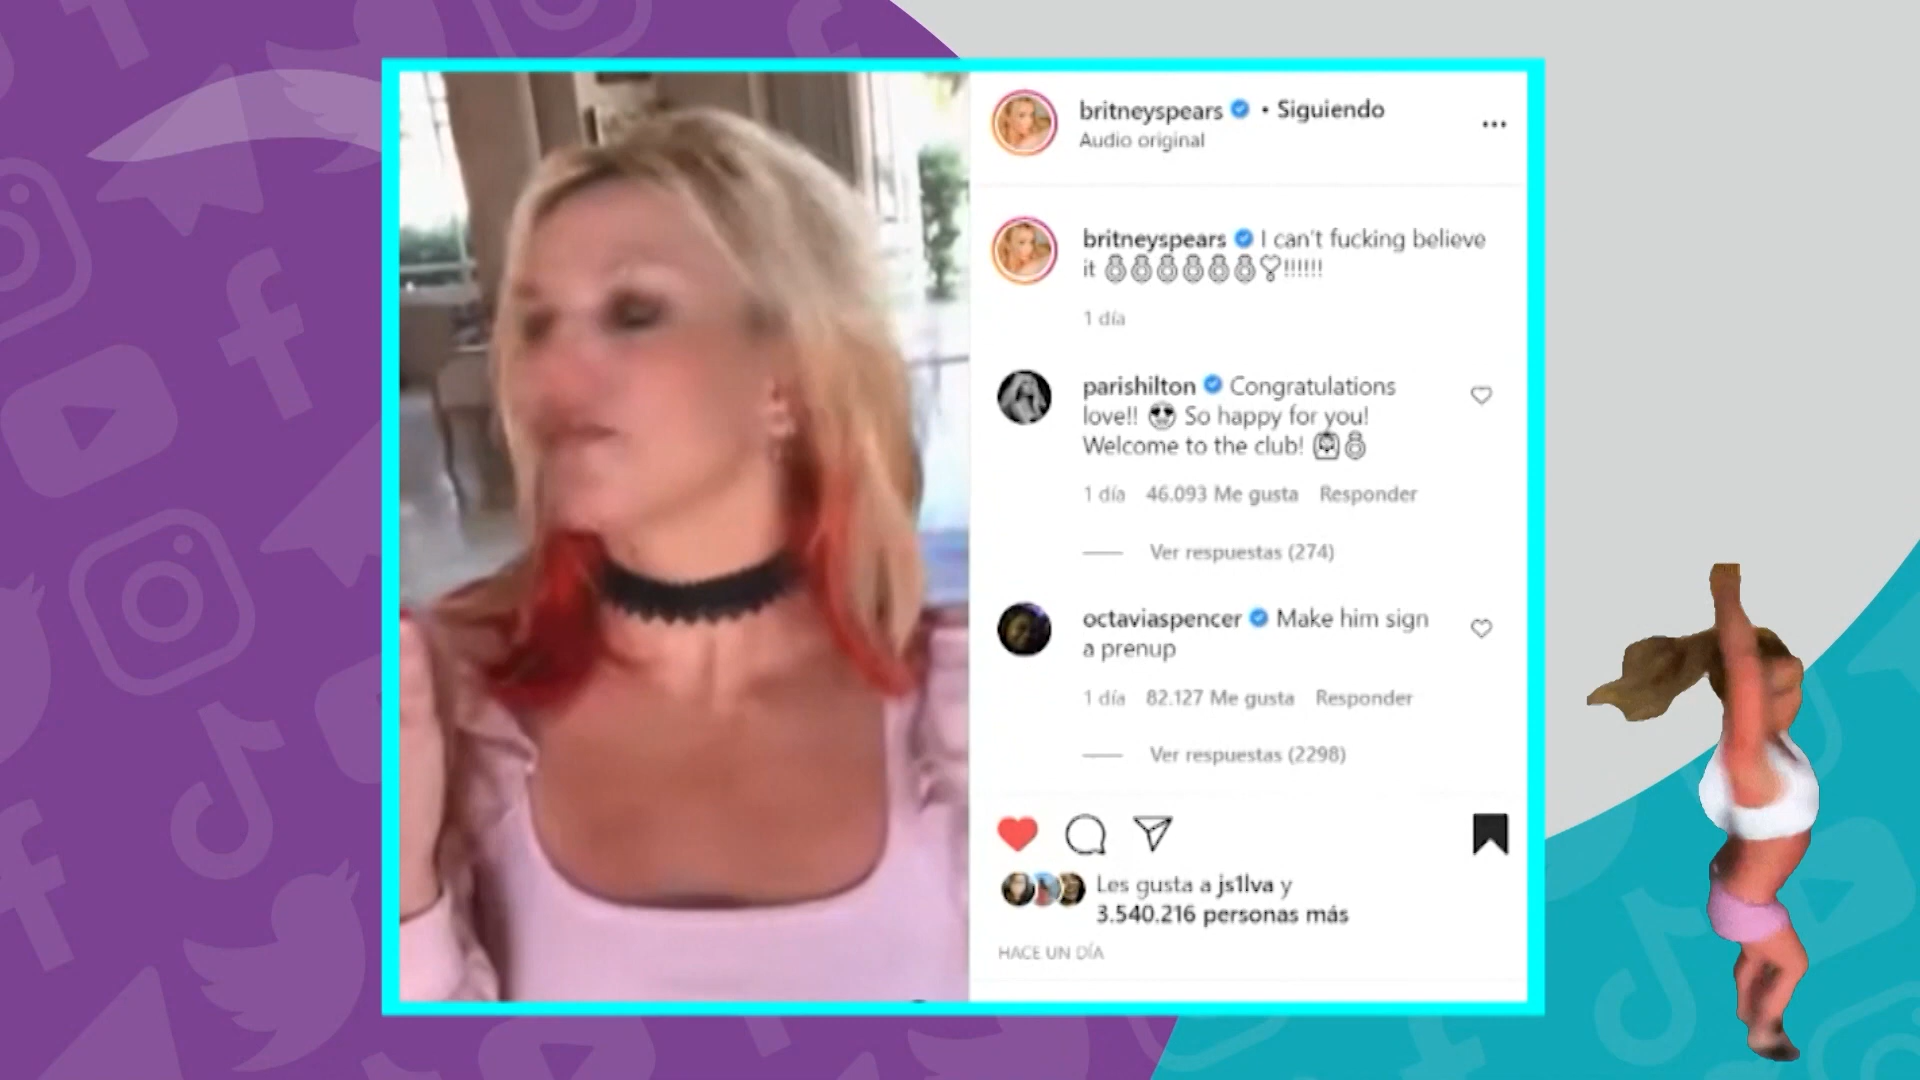 britneyspears • Siguiendo
Audio original
britneyspears I can't fucking believe
it 💍💍💍💍💍💍❣!!!!!!
1 día
parishilton Congratulations
love!! 😍 So happy for you!
Welcome to the club! 👰💍
1 día 46.093 Me gusta Responder
Ver respuestas (274)
octaviaspencer Make him sign
a prenup
1 día 82.127 Me gusta Responder
Ver respuestas (2298)
Les gusta a js1lva y
3.540.216 personas más
HACE UN DÍA